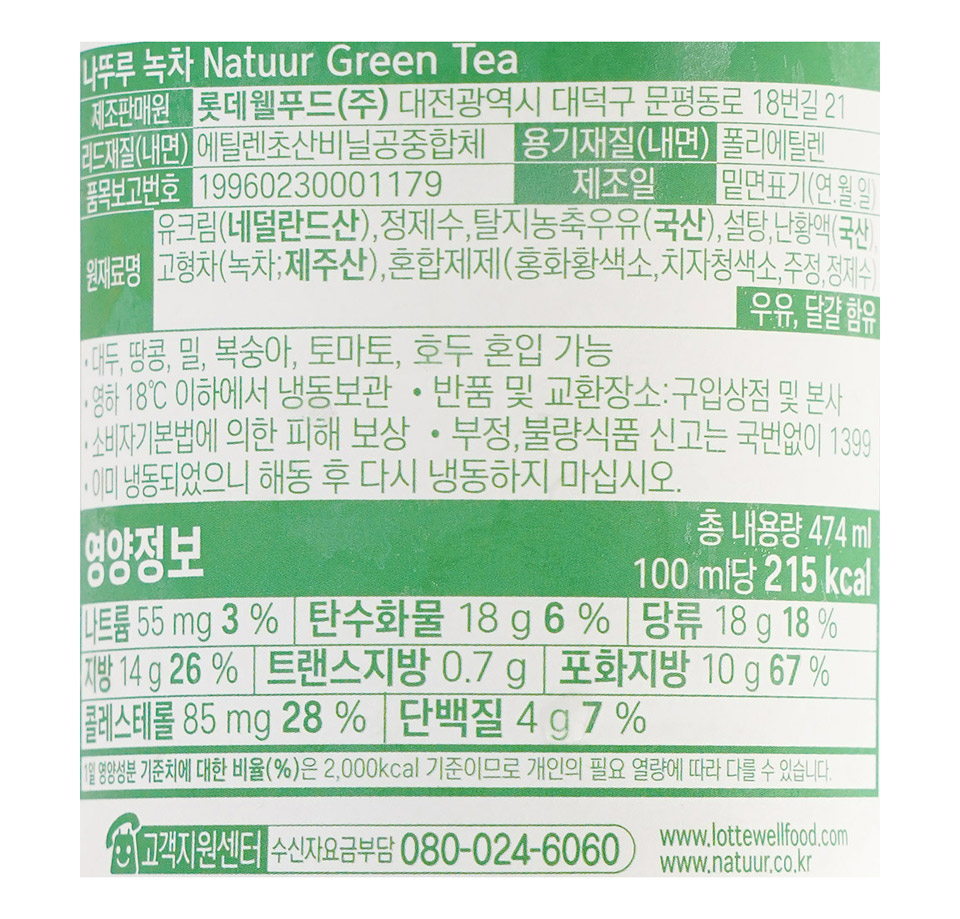 나뚜루 녹차 Natuur Green Tea
제조판매원 롯데웰푸드(주) 대전광역시 대덕구 문평동로 18번길 21
리드재질(내면) 에틸렌초산비닐공중합체 용기재질(내면) 폴리에틸렌
품목보고번호 19960230001179 제조일 밑면표기(연.월.일)
원재료명 유크림(네덜란드산),정제수,탈지농축우유(국산),설탕,난황액(국산),
고형차(녹차;제주산),혼합제제(홍화황색소,치자청색소,주정,정제수)
우유, 달걀 함유
• 대두, 땅콩, 밀, 복숭아, 토마토, 호두 혼입 가능
• 영하 18℃ 이하에서 냉동보관 • 반품 및 교환장소:구입상점 및 본사
• 소비자기본법에 의한 피해 보상 • 부정,불량식품 신고는 국번없이 1399
• 이미 냉동되었으니 해동 후 다시 냉동하지 마십시오.
영양정보 총 내용량 474 ml
100 ml당 215 kcal
나트륨 55 mg 3 % 탄수화물 18 g 6 % 당류 18 g 18 %
지방 14 g 26 % 트랜스지방 0.7 g 포화지방 10 g 67 %
콜레스테롤 85 mg 28 % 단백질 4 g 7 %
1일 영양성분 기준치에 대한 비율(%)은 2,000kcal 기준이므로 개인의 필요 열량에 따라 다를 수 있습니다.
고객지원센터 수신자요금부담 080-024-6060 www.lottewellfood.com
www.natuur.co.kr